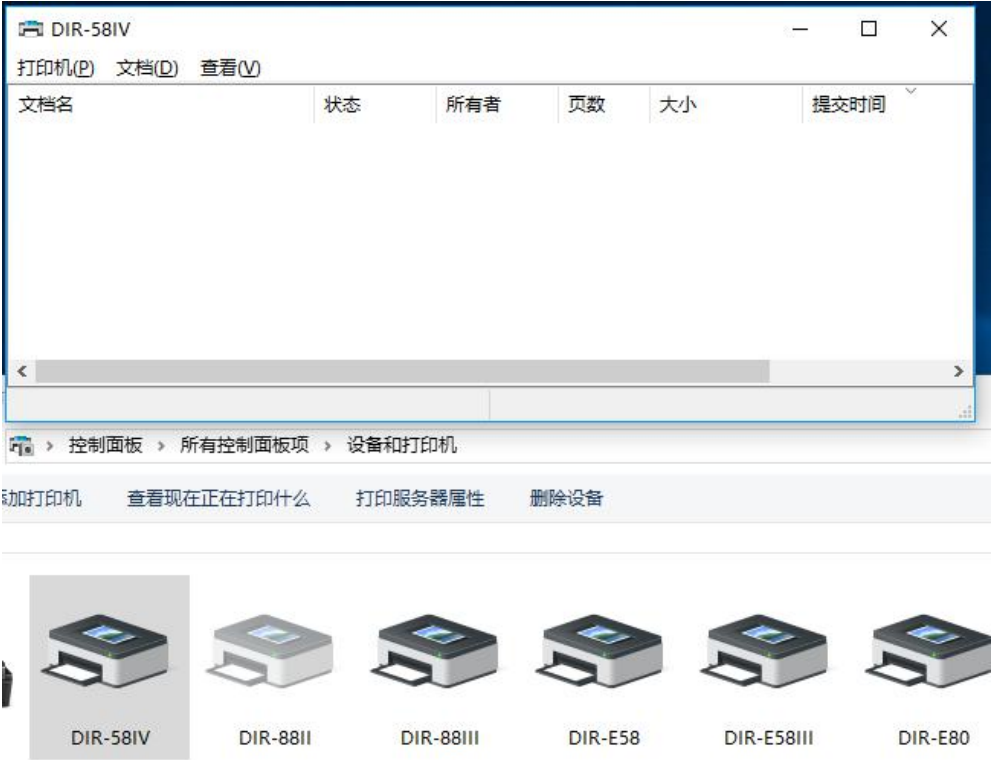 DIR-58IV
打印机(P) 文档(D) 查看(V)
文档名 状态 所有者 页数 大小 提交时间
控制面板 › 所有控制面板项 › 设备和打印机
添加打印机 查看现在正在打印什么 打印服务器属性 删除设备
DIR-58IV DIR-88II DIR-88III DIR-E58 DIR-E58III DIR-E80